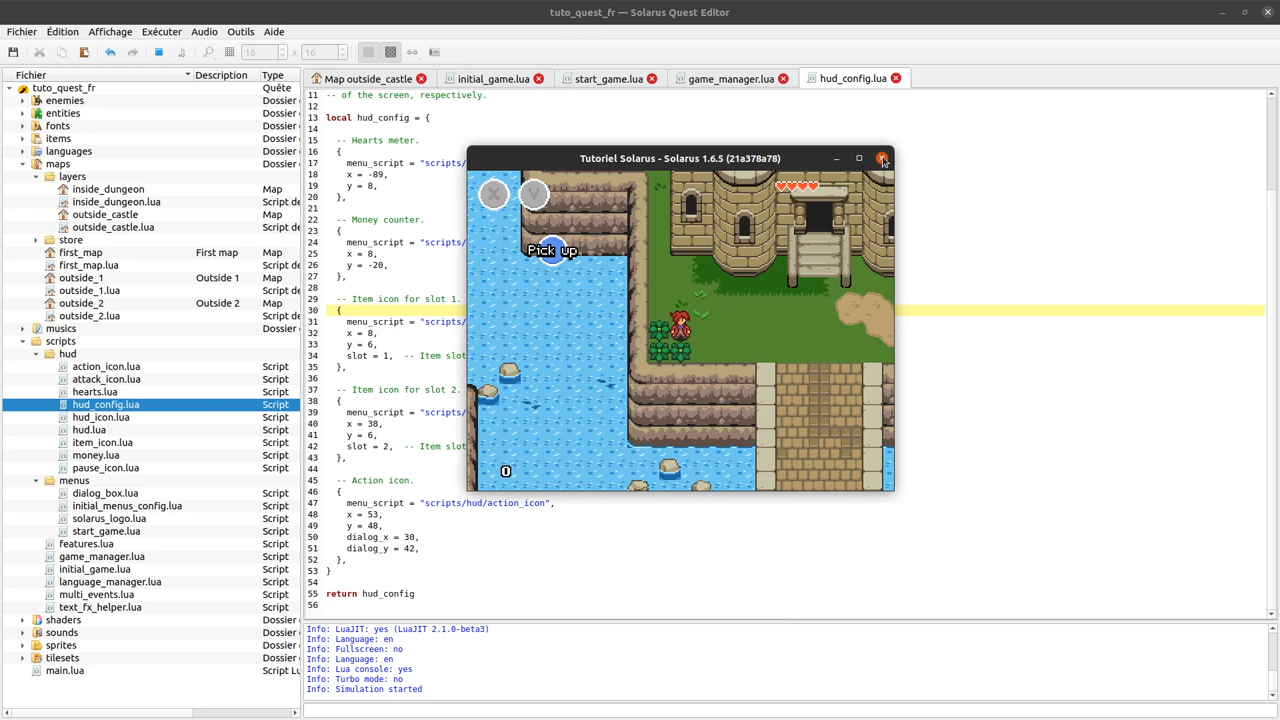 tuto_quest_fr — Solarus Quest Editor
Fichier Édition Affichage Exécuter Audio Outils Aide
16 x 16
Fichier Description Type
tuto_quest_fr Quête
enemies Dossier
entities Dossier
fonts Dossier
items Dossier
languages Dossier
maps Dossier
layers Dossier
inside_dungeon Map
inside_dungeon.lua Script de
outside_castle Map
outside_castle.lua Script de
store Dossier
first_map First map Map
first_map.lua Script de
outside_1 Outside 1 Map
outside_1.lua Script de
outside_2 Outside 2 Map
outside_2.lua Script de
musics Dossier
scripts Dossier
hud Dossier
action_icon.lua Script
attack_icon.lua Script
hearts.lua Script
hud_config.lua Script
hud_icon.lua Script
hud.lua Script
item_icon.lua Script
money.lua Script
pause_icon.lua Script
menus Dossier
dialog_box.lua Script
initial_menus_config.lua Script
solarus_logo.lua Script
start_game.lua Script
features.lua Script
game_manager.lua Script
initial_game.lua Script
language_manager.lua Script
multi_events.lua Script
text_fx_helper.lua Script
shaders Dossier
sounds Dossier
sprites Dossier
tilesets Dossier
main.lua Script Lu
Map outside_castle initial_game.lua start_game.lua game_manager.lua hud_config.lua
11 -- of the screen, respectively.
12
13 local hud_config = {
14
15 -- Hearts meter.
16 {
17 menu_script = "scripts/
18 x = -89,
19 y = 8,
20 },
21
22 -- Money counter.
23 {
24 menu_script = "scripts/
25 x = 8,
26 y = -20,
27 },
28
29 -- Item icon for slot 1.
30 {
31 menu_script = "scripts/
32 x = 8,
33 y = 6,
34 slot = 1, -- Item slot
35 },
36
37 -- Item icon for slot 2.
38 {
39 menu_script = "scripts/
40 x = 38,
41 y = 6,
42 slot = 2, -- Item slot
43 },
44
45 -- Action icon.
46 {
47 menu_script = "scripts/hud/action_icon",
48 x = 53,
49 y = 48,
50 dialog_x = 30,
51 dialog_y = 42,
52 },
53 }
54
55 return hud_config
56
Tutoriel Solarus - Solarus 1.6.5 (21a378a78)
X Y
Pick up
0
Info: LuaJIT: yes (LuaJIT 2.1.0-beta3)
Info: Language: en
Info: Fullscreen: no
Info: Language: en
Info: Lua console: yes
Info: Turbo mode: no
Info: Simulation started